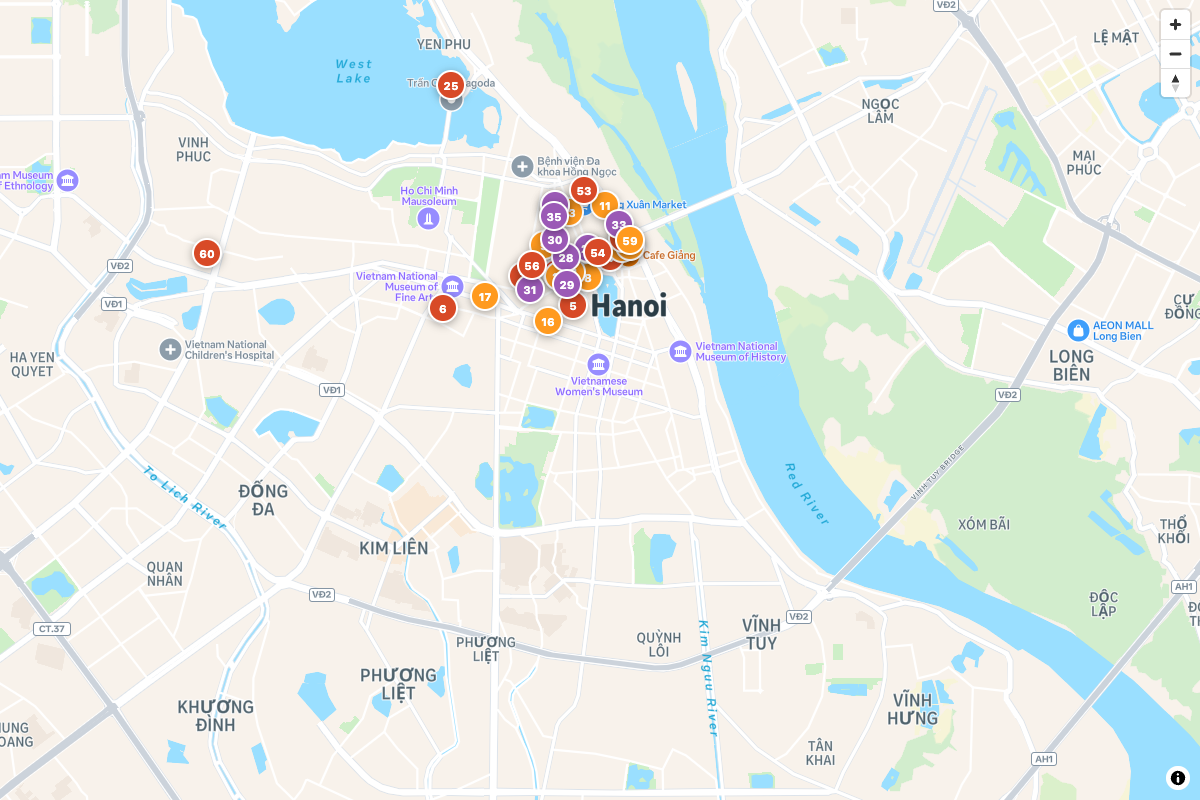 VĐ2
LỆ MẬT
YEN PHU
West
Lake
25
NGỌC
LÂM
VINH
PHUC
MAI
PHÚC
Bệnh viện Đa
khoa Hồng Ngọc
of Ethnology
Ho Chi Minh
Mausoleum
53
11
Xuân Market
35
33
30
59
60
54
Cafe Giảng
28
56
VĐ2
Vietnam National
Museum of
Fine Arts
31
29
17
6
5
Hanoi
16
VĐ1
CỰ
ĐỒNG
AEON MALL
Long Bien
Vietnam National
Children's Hospital
HA YEN
QUYET
Vietnam National
Museum of History
LONG
BIÊN
Vietnamese
Women's Museum
VĐ1
VĐ2
To Lich River
ĐỐNG
ĐA
Red River
VINH TUY BRIDGE
XÓM BÃI
THỔ
KHỐI
KIM LIÊN
QUAN
NHÂN
VĐ2
AH1
ĐỘC
LẬP
CT.37
VĐ2
VĨNH
TUY
PHƯƠNG
LIỆT
QUỲNH
LÔI
Kim Nguu River
PHƯƠNG
LIỆT
KHƯƠNG
ĐÌNH
VĨNH
HƯNG
TÂN
KHAI
AH1